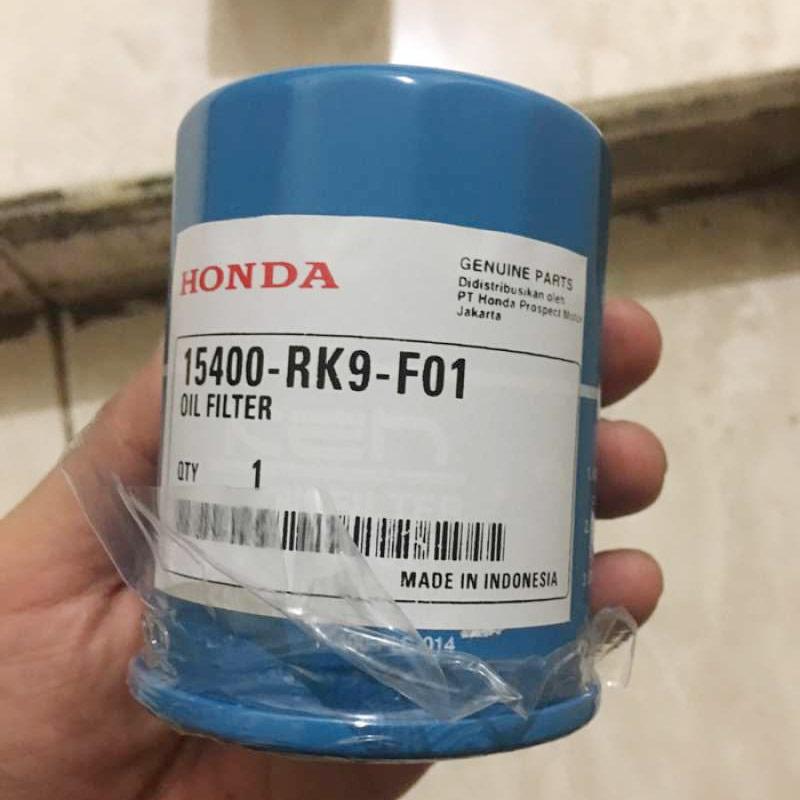 HONDA
GENUINE PARTS
Didistribusikan oleh
PT Honda Prospect Motor
Jakarta
15400-RK9-F01
OIL FILTER
QTY 1
MADE IN INDONESIA
014